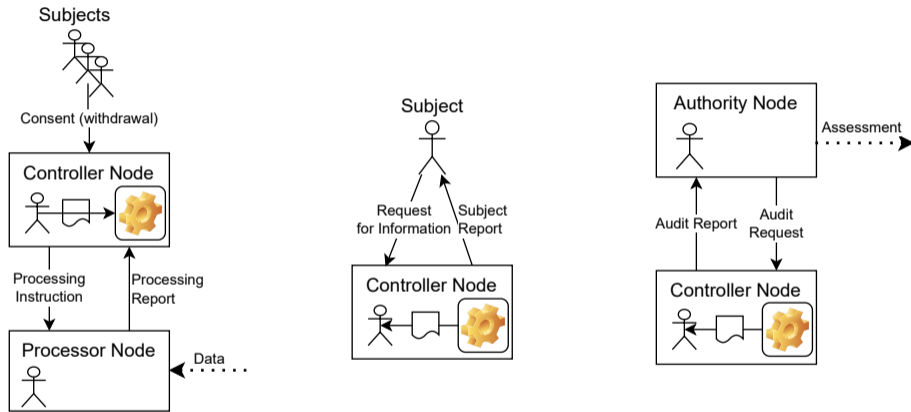 Subjects
Consent (withdrawal)
Controller Node
Processing
Instruction
Processing
Report
Processor Node
Data
Subject
Request
for Information
Subject
Report
Controller Node
Authority Node
Assessment
Audit Report
Audit
Request
Controller Node